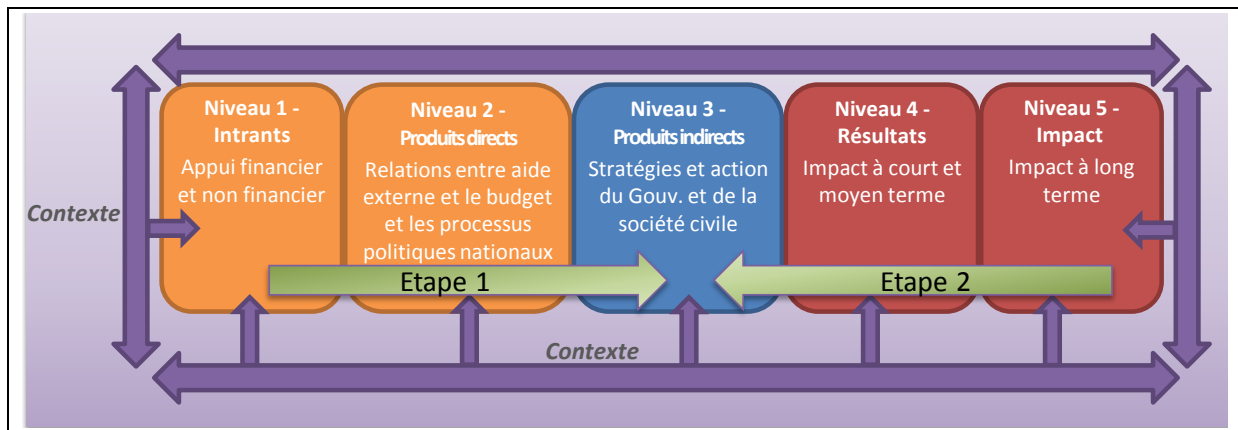 Niveau 1 -
Intrants
Appui financier
et non financier
Niveau 2 -
Produits directs
Relations entre aide
externe et le budget
et les processus
politiques nationaux
Niveau 3 -
Produits indirects
Stratégies et action
du Gouv. et de la
société civile
Niveau 4 -
Résultats
Impact à court et
moyen terme
Niveau 5 -
Impact
Impact à long
terme
Contexte
Etape 1
Etape 2
Contexte